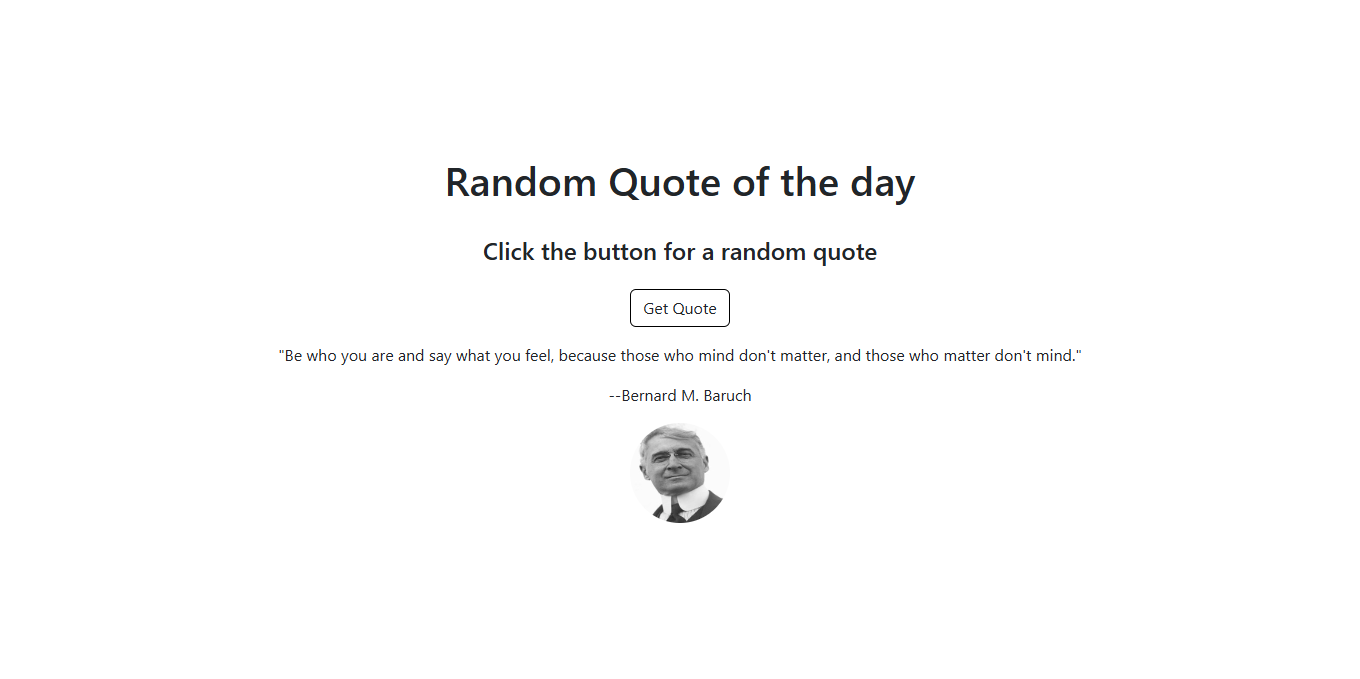 Random Quote of the day
Click the button for a random quote
Get Quote
"Be who you are and say what you feel, because those who mind don't matter, and those who matter don't mind."
--Bernard M. Baruch